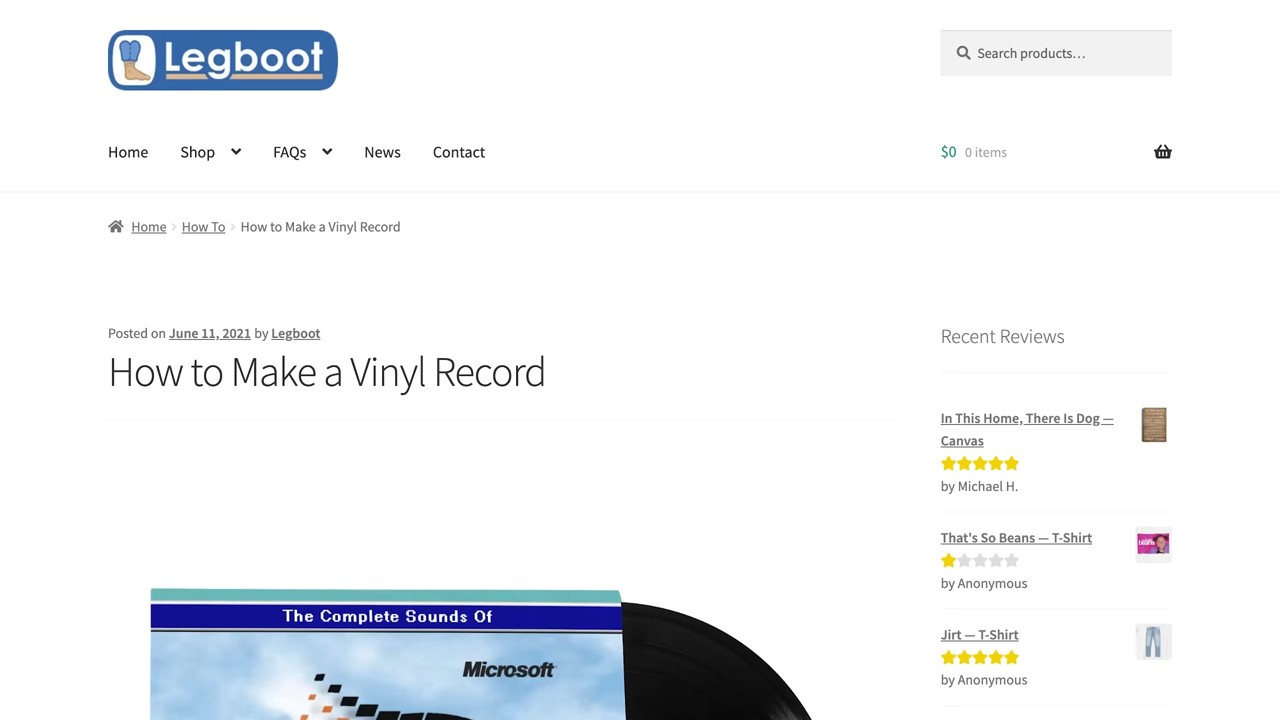 Legboot
Search products…
Home
Shop
FAQs
News
Contact
$0 0 items
Home
How To
How to Make a Vinyl Record
Posted on June 11, 2021 by Legboot
How to Make a Vinyl Record
The Complete Sounds Of
Microsoft
Recent Reviews
In This Home, There Is Dog —
Canvas
by Michael H.
That's So Beans — T-Shirt
by Anonymous
Jirt — T-Shirt
by Anonymous